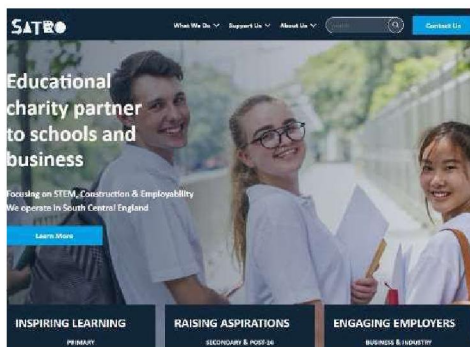 SATRO
What We Do Support Us About Us Contact Us
Educational
charity partner
to schools and
business
Focusing on STEM, Construction & Employability
We operate in South Central England
Learn More
INSPIRING LEARNING RAISING ASPIRATIONS ENGAGING EMPLOYERS
PRIMARY SECONDARY & POST-16 BUSINESS & INDUSTRY